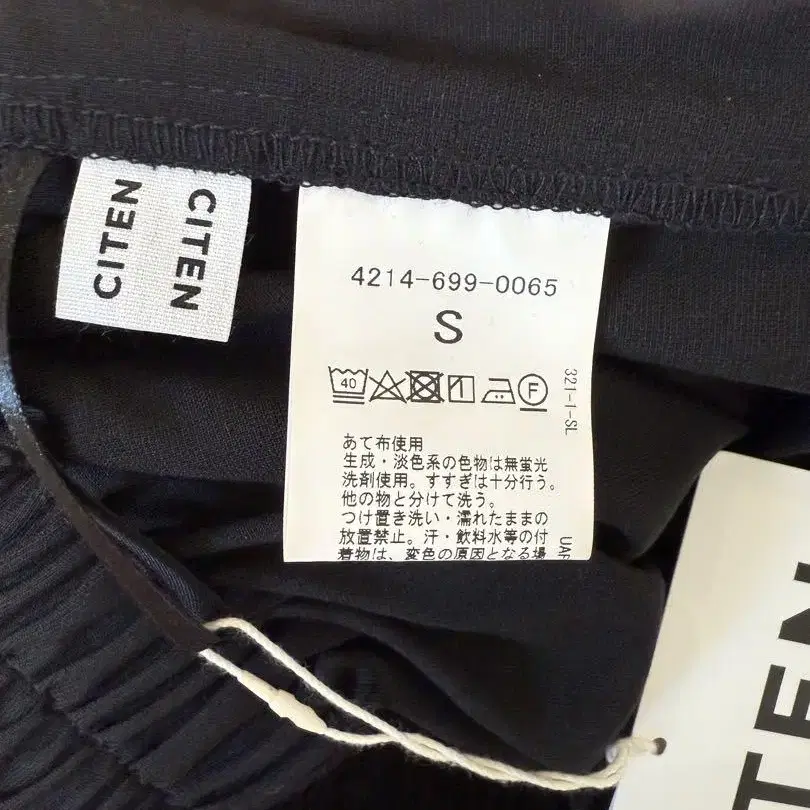 CITEN
CITEN
4214-699-0065
S
40
F
321-1-SL
あて布使用
生成・淡色系の色物は無蛍光
洗剤使用。すすぎは十分行う。
他の物と分けて洗う。
つけ置き洗い・濡れたままの
放置禁止。汗・飲料水等の付
着物は、変色の原因となる場
UAF
ITEN